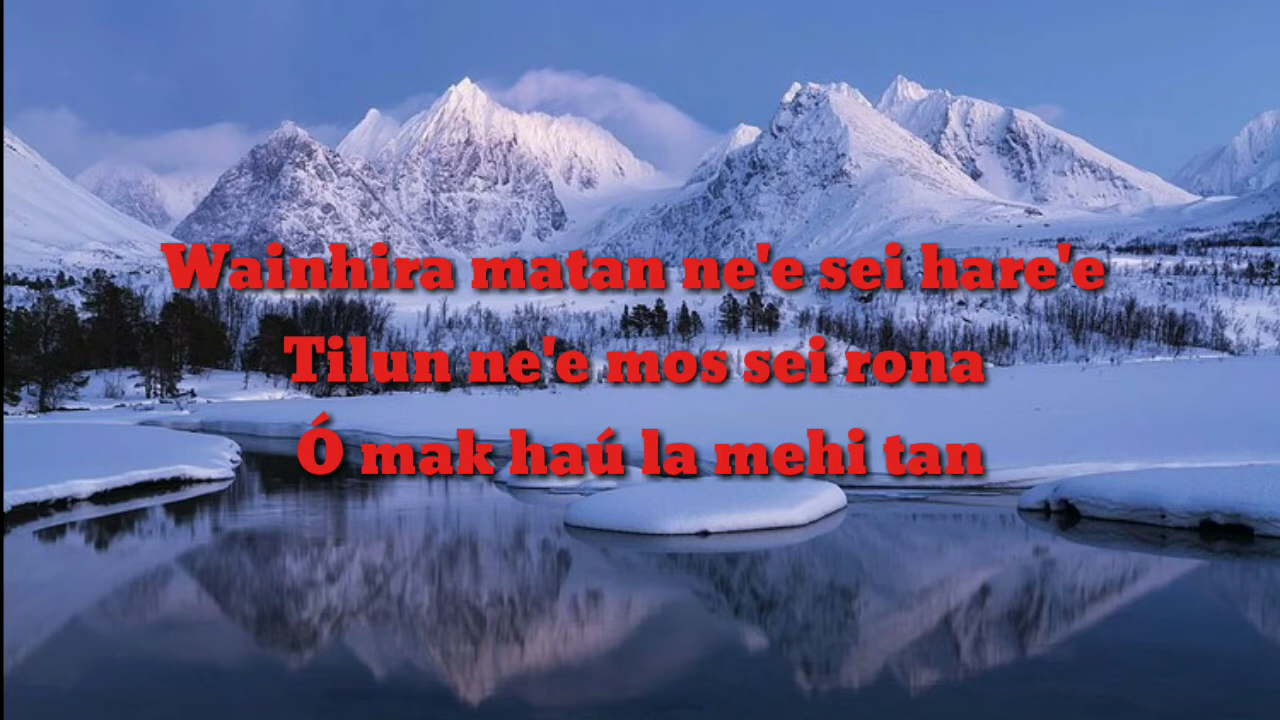 Wainhira matan ne'e sei hare'e
Tilun ne'e mos sei rona
Ó mak haú la mehi tan